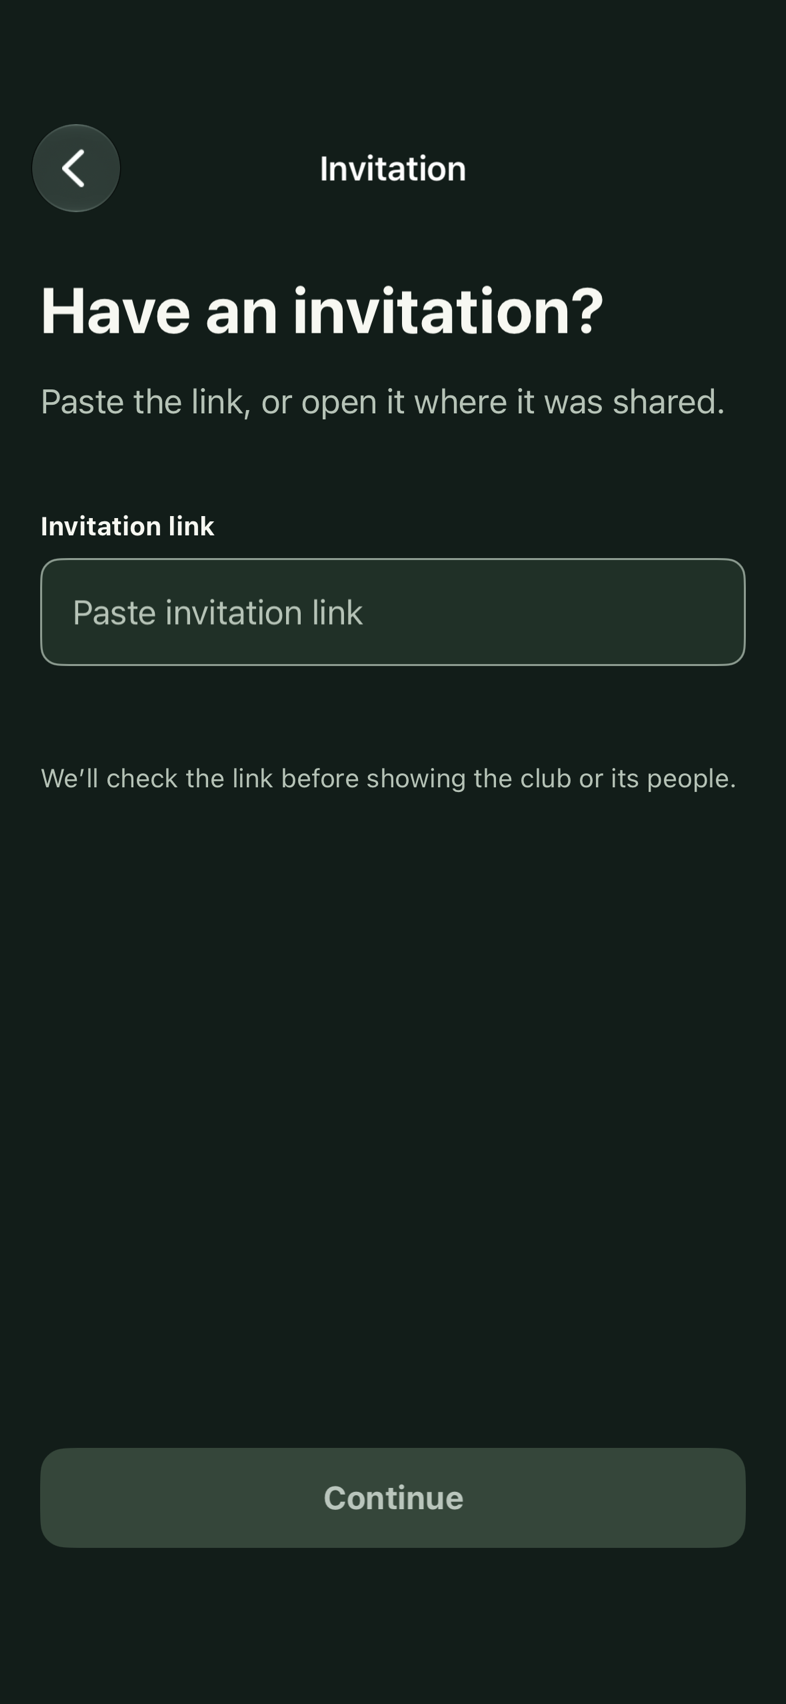 Invitation
Have an invitation?
Paste the link, or open it where it was shared.
Invitation link
Paste invitation link
We’ll check the link before showing the club or its people.
Continue